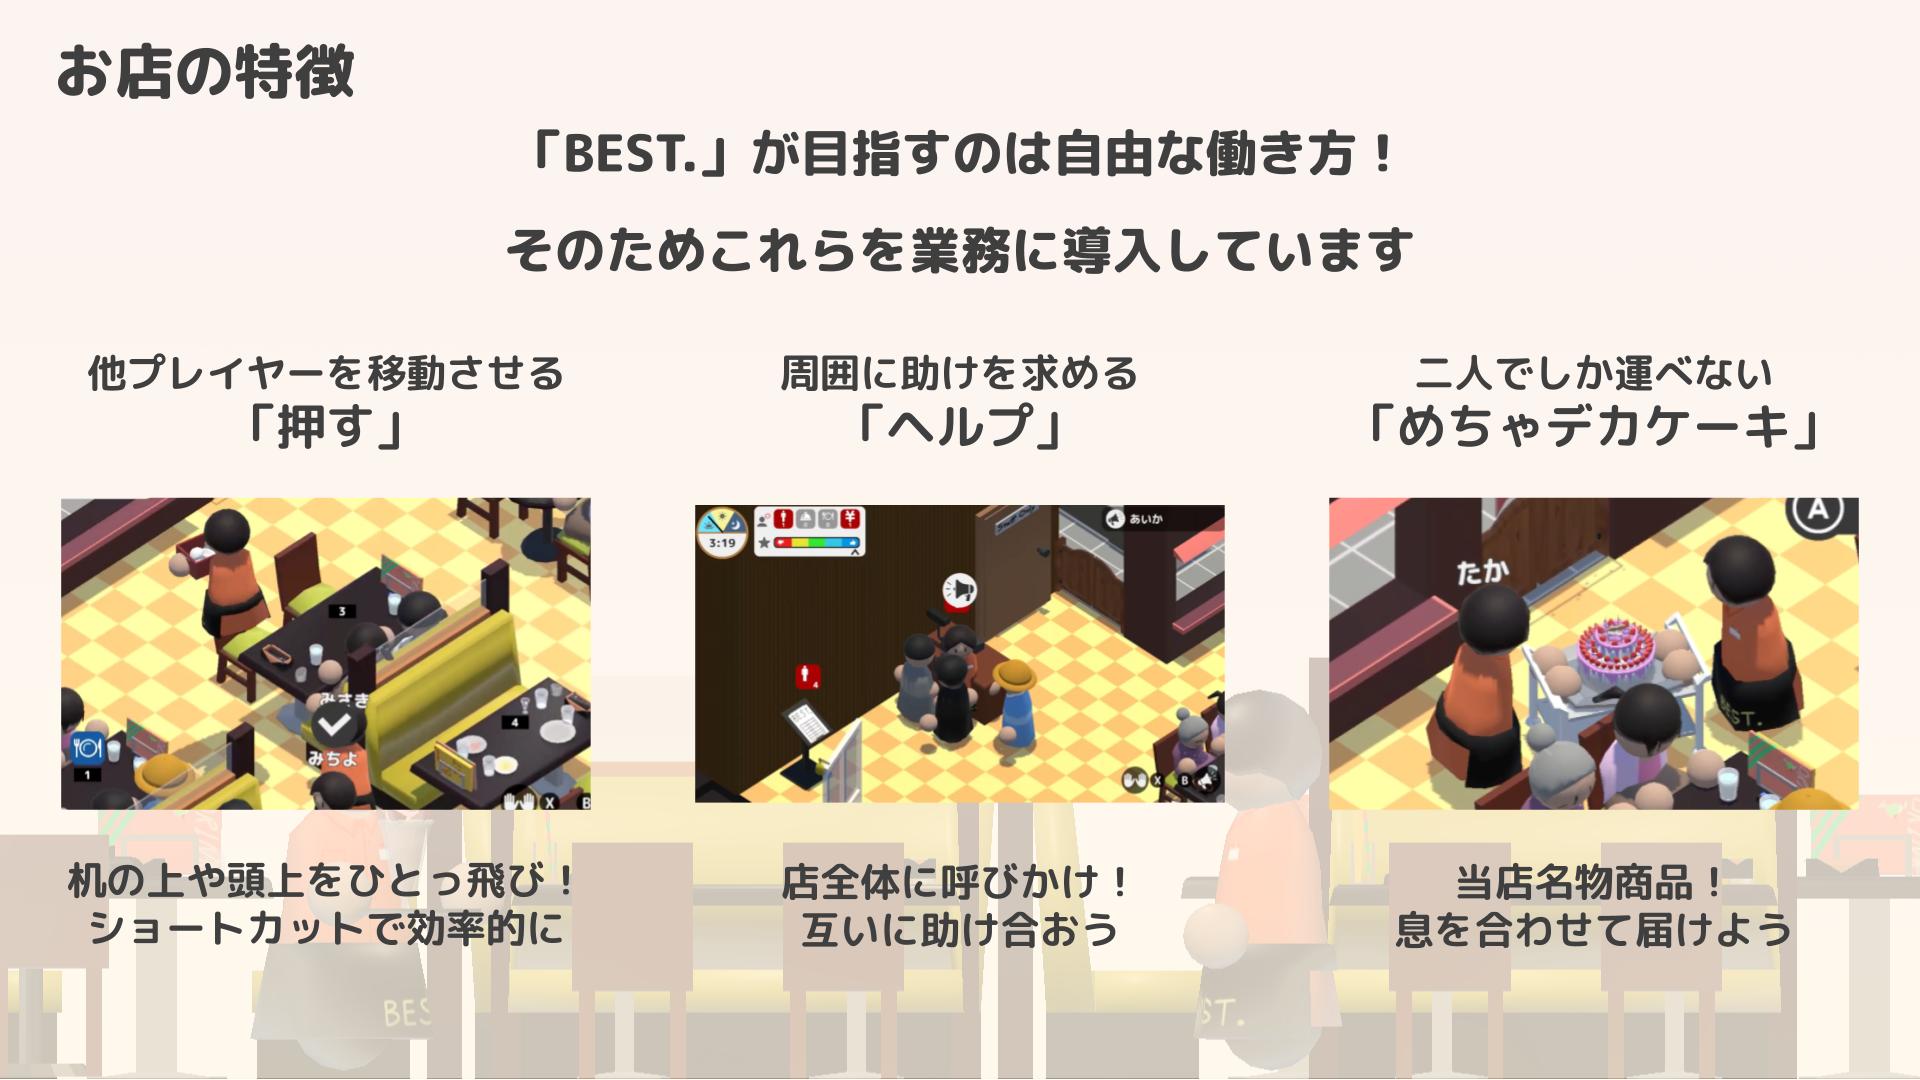 お店の特徴
「BEST.」が目指すのは自由な働き方！
そのためこれらを業務に導入しています
他プレイヤーを移動させる
「押す」
周囲に助けを求める
「ヘルプ」
二人でしか運べない
「めちゃデカケーキ」
3
みさき
みちよ
4
1
X
B
3:19
あいか
4
BEST
X
B
A
たか
BEST.
机の上や頭上をひとっ飛び！
ショートカットで効率的に
店全体に呼びかけ！
互いに助け合おう
当店名物商品！
息を合わせて届けよう
BES
ST.